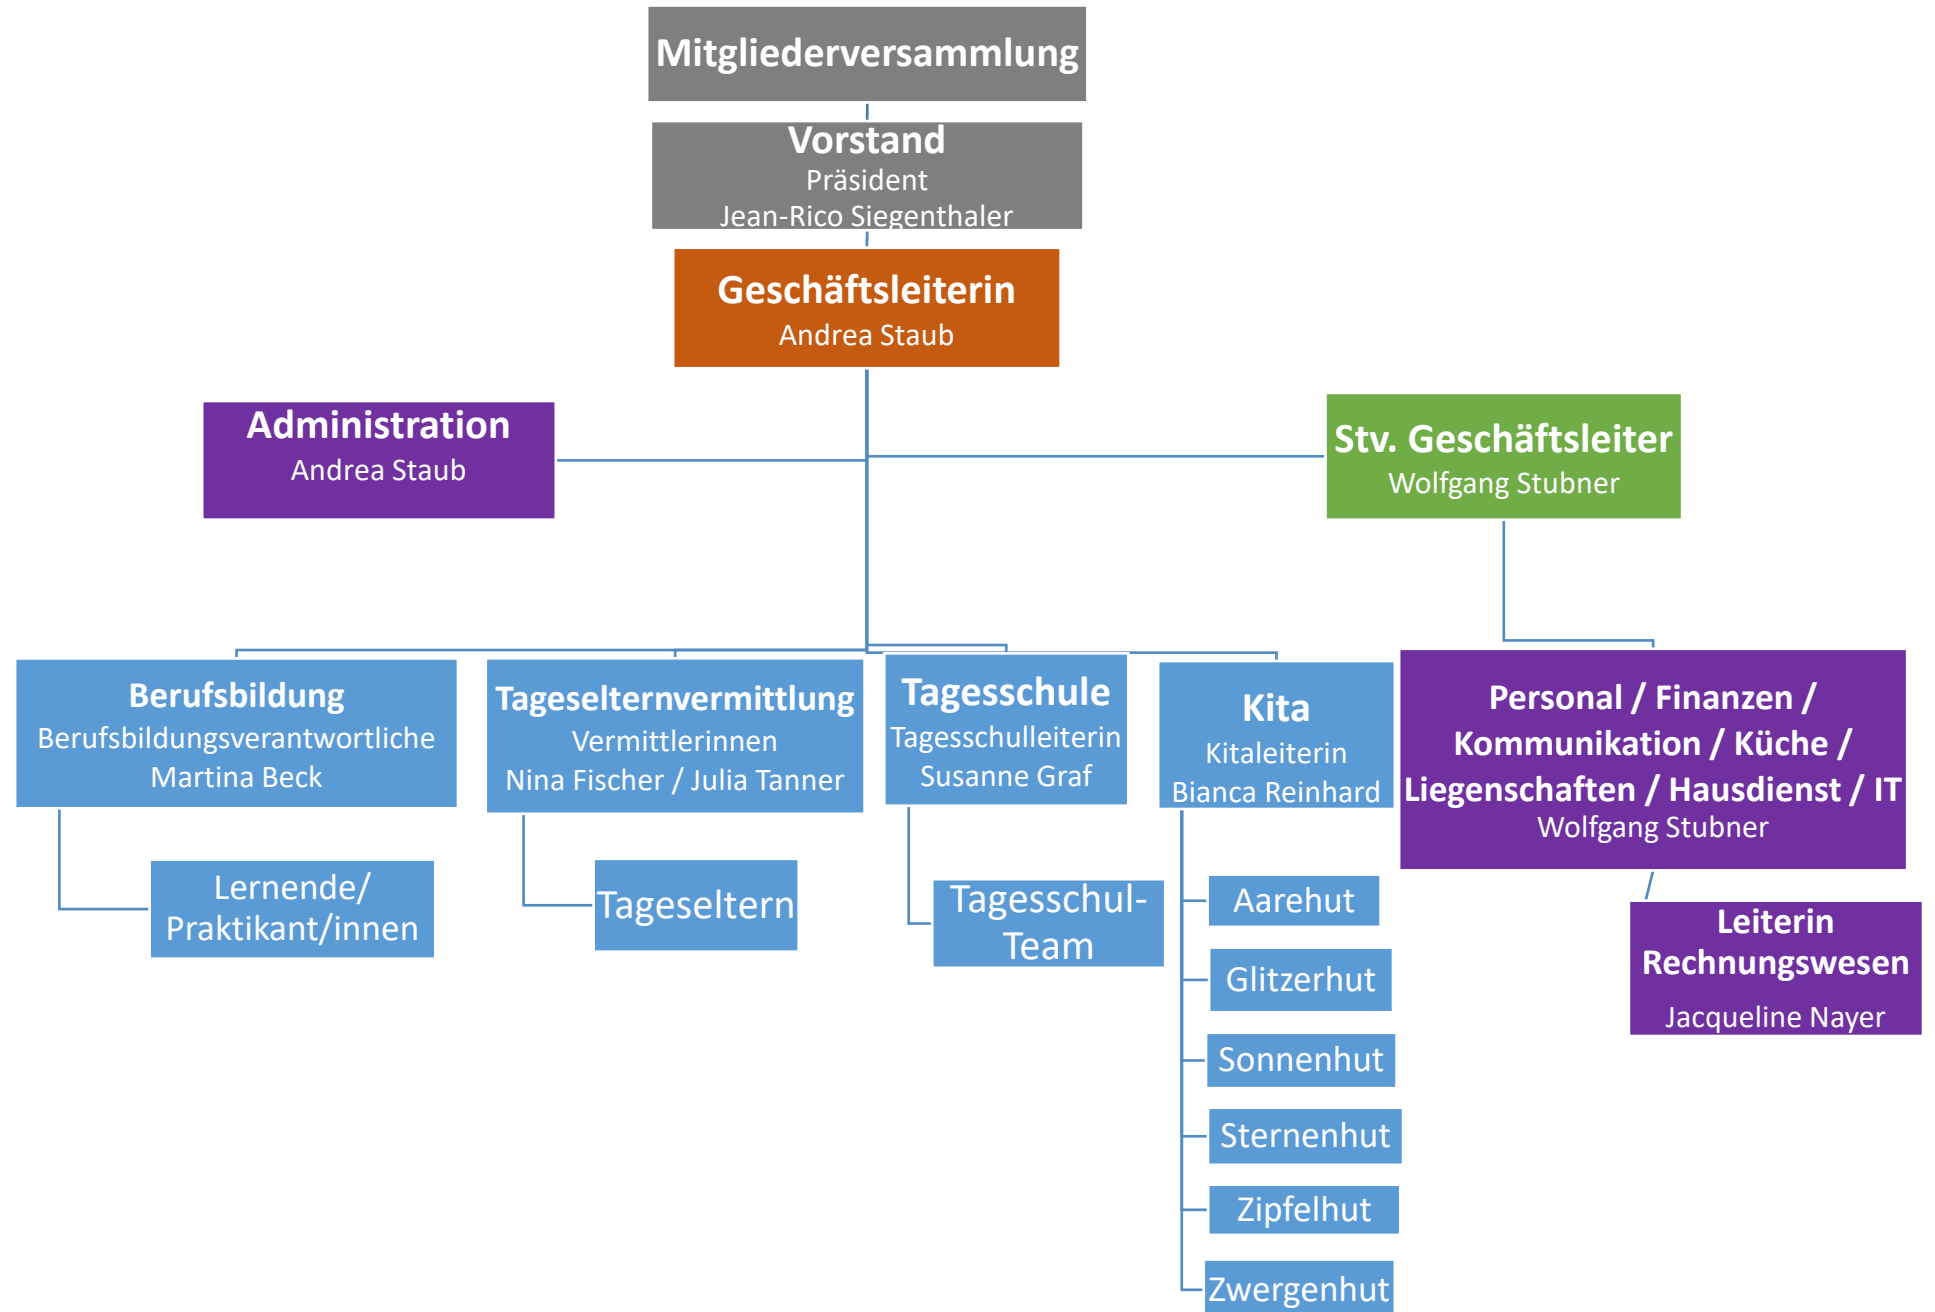 Mitgliederversammlung
Vorstand
Präsident
Jean-Rico Siegenthaler
Geschäftsleiterin
Andrea Staub
Administration
Andrea Staub
Stv. Geschäftsleiter
Wolfgang Stubner
Berufsbildung
Berufsbildungsverantwortliche
Martina Beck
Lernende/
Praktikant/innen
Tageselternvermittlung
Vermittlerinnen
Nina Fischer / Julia Tanner
Tageseltern
Tagesschule
Tagesschulleiterin
Susanne Graf
Tagesschul-
Team
Kita
Kitaleiterin
Bianca Reinhard
Aarehut
Glitzerhut
Sonnenhut
Sternenhut
Zipfelhut
Zwergenhut
Personal / Finanzen /
Kommunikation / Küche /
Liegenschaften / Hausdienst / IT
Wolfgang Stubner
Leiterin
Rechnungswesen
Jacqueline Nayer